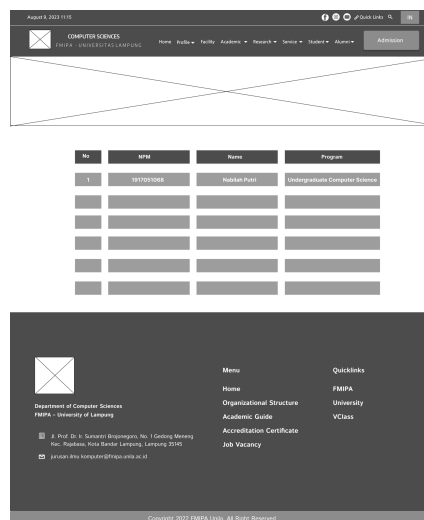 August 9, 2023 11:15
Quick Links
IN
COMPUTER SCIENCES
FMIPA - UNIVERSITAS LAMPUNG
Home Profile Facility Academic Research Service Student Alumni
Admission
No NPM Name Program
1 1917051068 Nabilah Putri Undergraduate Computer Science
Department of Computer Sciences
FMIPA – University of Lampung
Jl. Prof. Dr. Ir. Sumantri Brojonegoro, No. 1 Gedong Meneng
Kec. Rajabasa, Kota Bandar Lampung, Lampung 35145
jurusan.ilmu komputer@fmipa.unila.ac.id
Menu
Home
Organizational Structure
Academic Guide
Accreditation Certificate
Job Vacancy
Quicklinks
FMIPA
University
VClass
Copyright 2022 FMIPA Unila. All Right Reserved